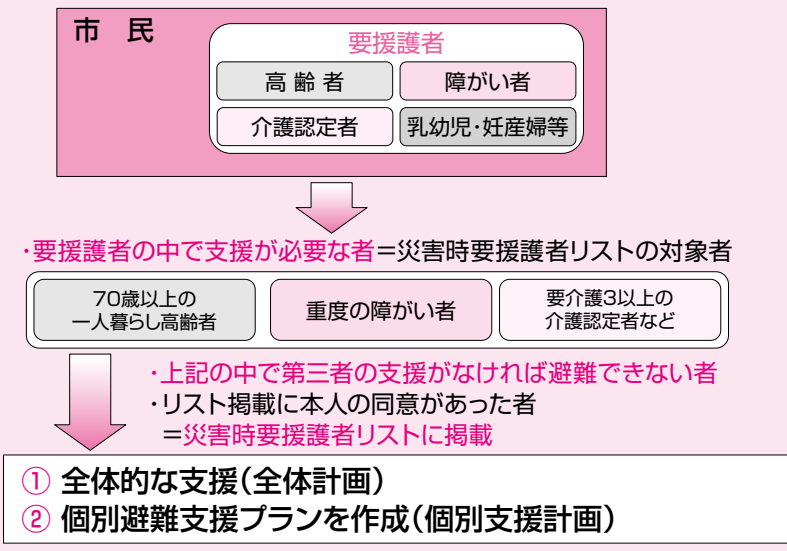 市 民
要援護者
高 齢 者
障がい者
介護認定者
乳幼児・妊産婦等
・要援護者の中で支援が必要な者＝災害時要援護者リストの対象者
70歳以上の
一人暮らし高齢者
重度の障がい者
要介護3以上の
介護認定者など
・上記の中で第三者の支援がなければ避難できない者
・リスト掲載に本人の同意があった者
＝災害時要援護者リストに掲載
① 全体的な支援（全体計画）
② 個別避難支援プランを作成（個別支援計画）